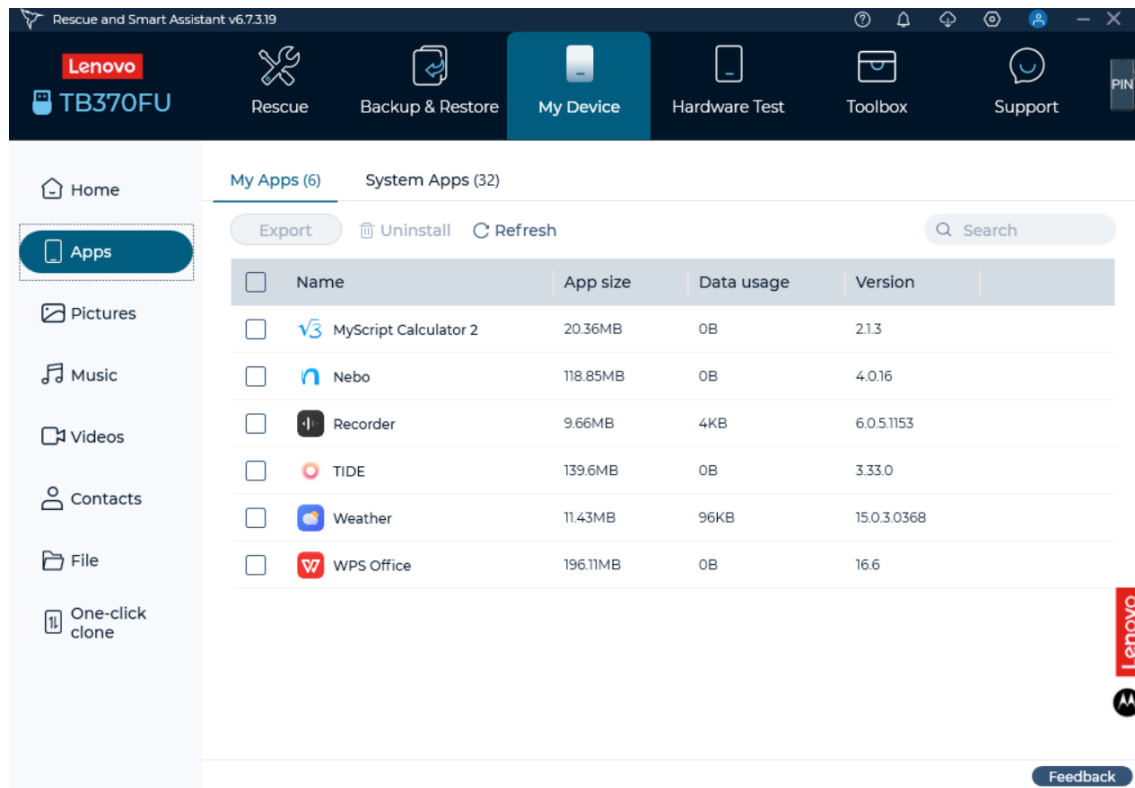 Rescue and Smart Assistant v6.7.3.19
Lenovo
TB370FU
Rescue
Backup & Restore
My Device
Hardware Test
Toolbox
Support
PIN
Home
Apps
Pictures
Music
Videos
Contacts
File
One-click
clone
My Apps (6) System Apps (32)
Export Uninstall Refresh Search
Name App size Data usage Version
MyScript Calculator 2 20.36MB 0B 2.1.3
Nebo 118.85MB 0B 4.0.16
Recorder 9.66MB 4KB 6.0.5.1153
TIDE 139.6MB 0B 3.33.0
Weather 11.43MB 96KB 15.0.3.0368
WPS Office 196.11MB 0B 16.6
Lenovo
Feedback